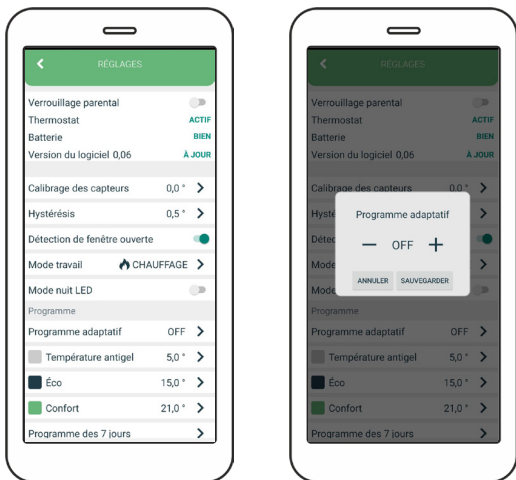 RÉGLAGES
Verrouillage parental
Thermostat ACTIF
Batterie BIEN
Version du logiciel 0,06 À JOUR
Calibrage des capteurs 0,0 °
Hystérésis 0,5 °
Détection de fenêtre ouverte
Mode travail CHAUFFAGE
Mode nuit LED
Programme
Programme adaptatif OFF
Température antigel 5,0 °
Éco 15,0 °
Confort 21,0 °
Programme des 7 jours
RÉGLAGES
Verrouillage parental
Thermostat ACTIF
Batterie BIEN
Version du logiciel 0,06 À JOUR
Calibrage des capteurs 0,0 °
Hysté
Programme adaptatif
Détec
— OFF +
Mode
ANNULER SAUVEGARDER
Mode
Programme
Programme adaptatif OFF
Température antigel 5,0 °
Éco 15,0 °
Confort 21,0 °
Programme des 7 jours